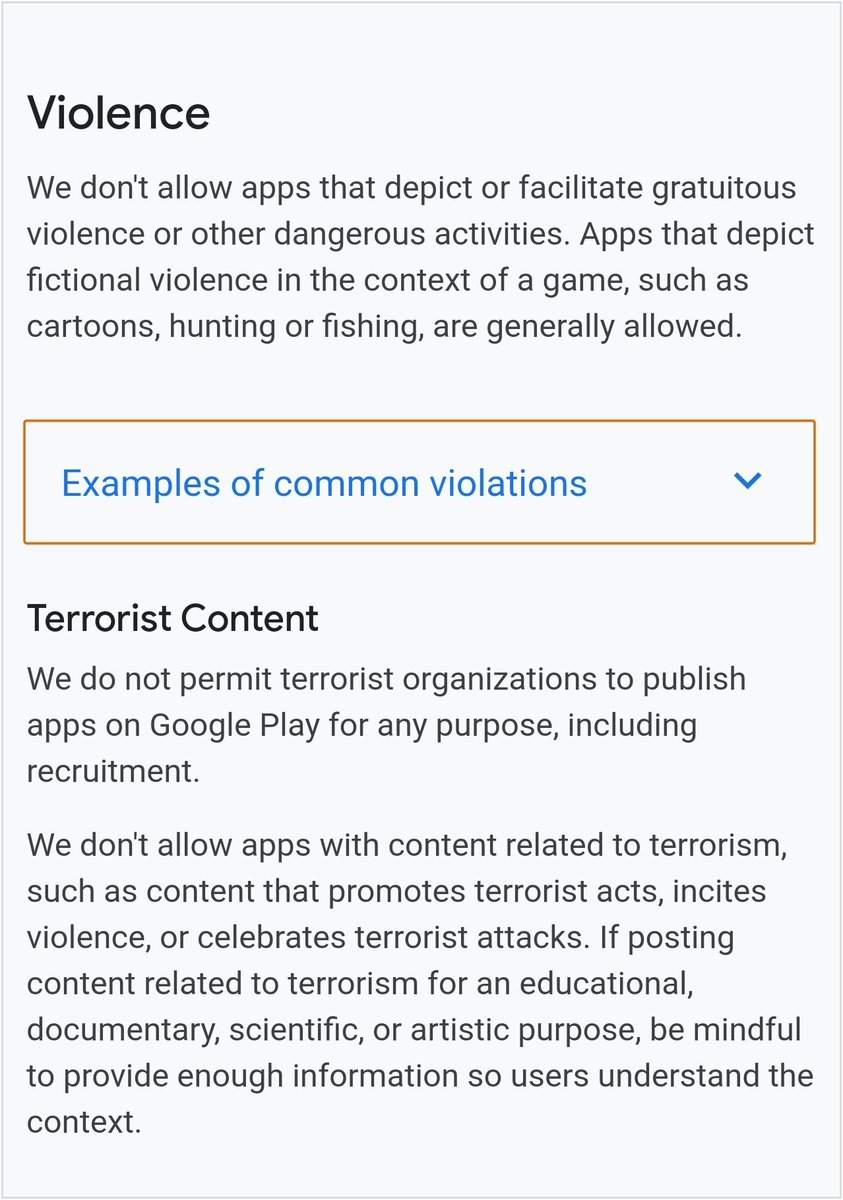 Violence
We don't allow apps that depict or facilitate gratuitous
violence or other dangerous activities. Apps that depict
fictional violence in the context of a game, such as
cartoons, hunting or fishing, are generally allowed.
Examples of common violations
Terrorist Content
We do not permit terrorist organizations to publish
apps on Google Play for any purpose, including
recruitment.
We don't allow apps with content related to terrorism,
such as content that promotes terrorist acts, incites
violence, or celebrates terrorist attacks. If posting
content related to terrorism for an educational,
documentary, scientific, or artistic purpose, be mindful
to provide enough information so users understand the
context.